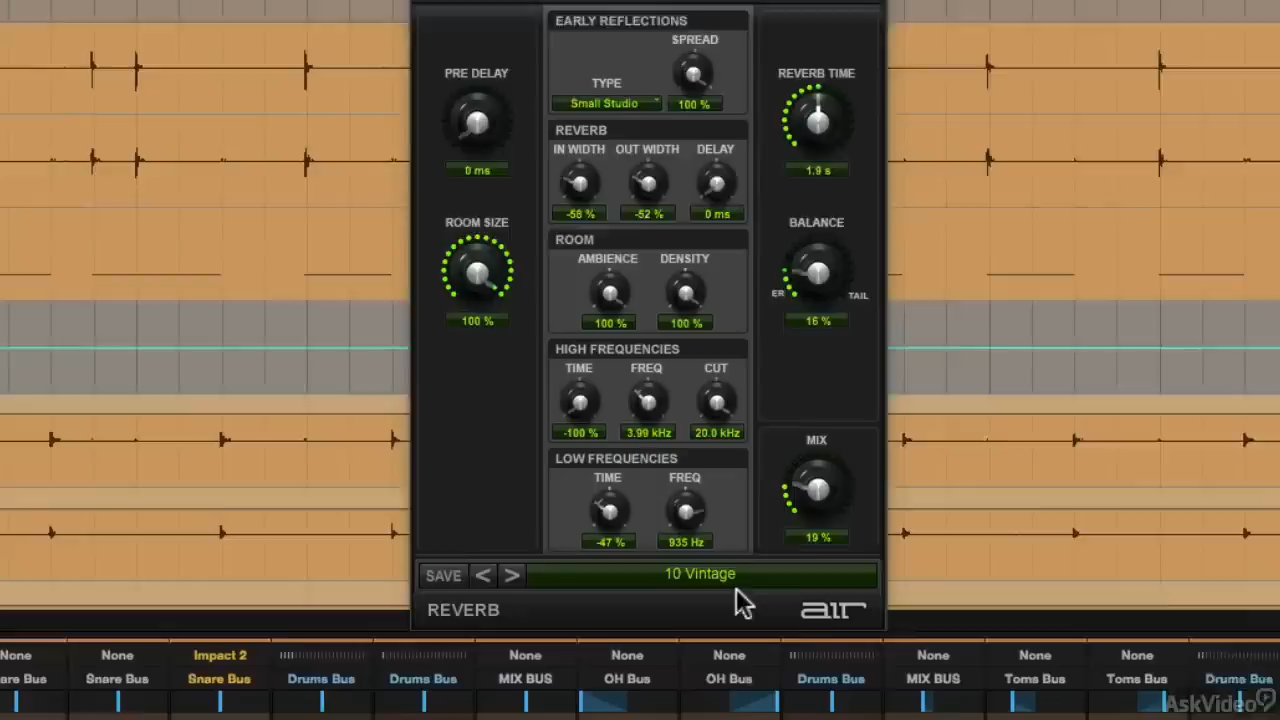 EARLY REFLECTIONS
SPREAD
TYPE
Small Studio
100 %
PRE DELAY
0 ms
ROOM SIZE
100 %
REVERB
IN WIDTH OUT WIDTH DELAY
-58 % -52 % 0 ms
ROOM
AMBIENCE DENSITY
100 % 100 %
HIGH FREQUENCIES
TIME FREQ CUT
-100 % 3.99 kHz 20.0 kHz
LOW FREQUENCIES
TIME FREQ
-47 % 935 Hz
REVERB TIME
1.9 s
BALANCE
ER TAIL
16 %
MIX
19 %
SAVE < > 10 Vintage
REVERB air
None None Impact 2 None None None None None None
are Bus Snare Bus Snare Bus Drums Bus Drums Bus MIX BUS OH Bus OH Bus Drums Bus MIX BUS Toms Bus Toms Bus Drums Bus
AskVideo